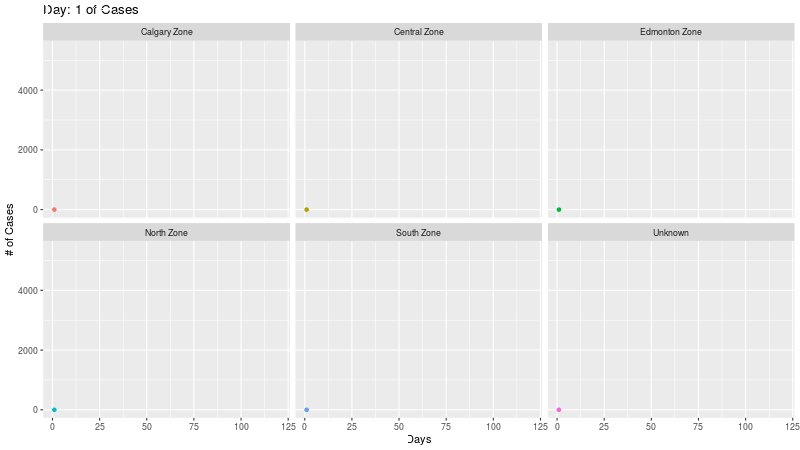 Day: 1 of Cases
Calgary Zone Central Zone Edmonton Zone
4000
2000
0
North Zone South Zone Unknown
4000
2000
0
# of Cases
0 25 50 75 100 125 0 25 50 75 100 125 0 25 50 75 100 125
Days